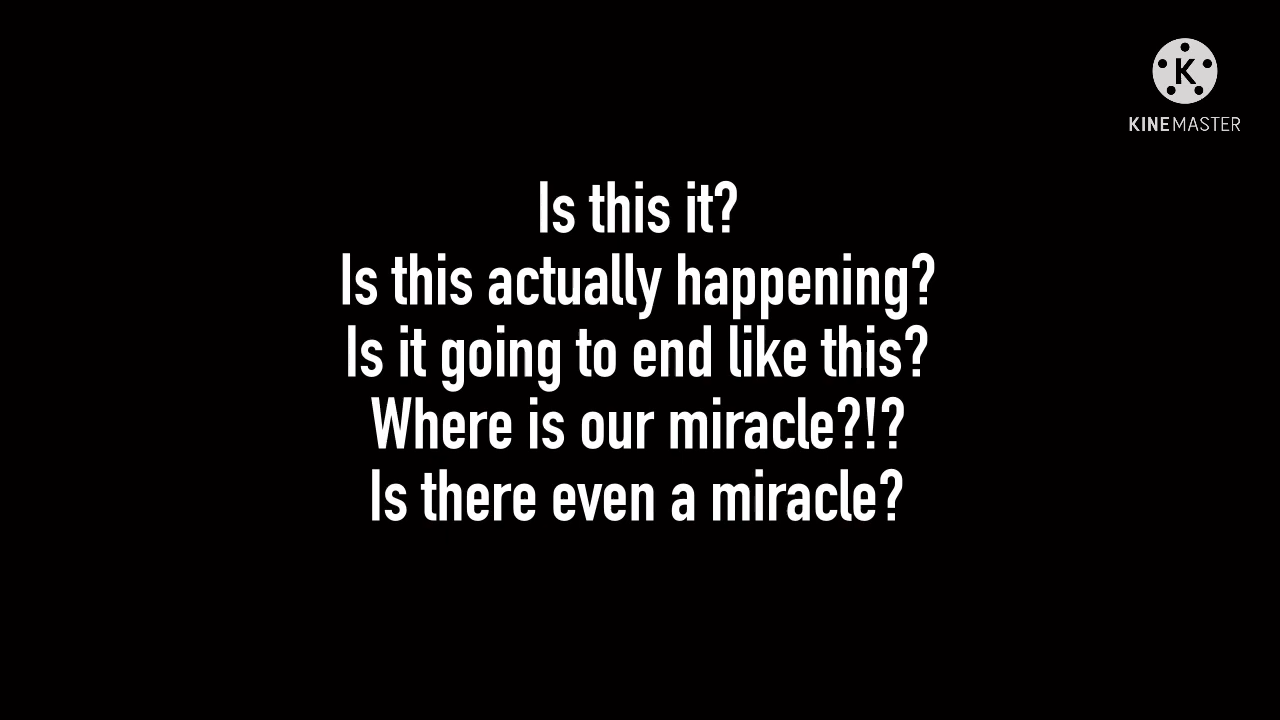 K
KINEMASTER
Is this it?
Is this actually happening?
Is it going to end like this?
Where is our miracle?!?
Is there even a miracle?